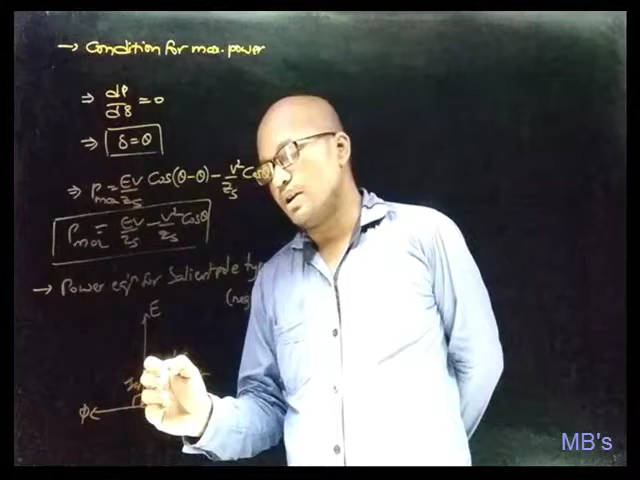 → Condition for max. power
⇒ dP/dδ = 0
⇒ δ = θ
⇒ Pmax = EV/Zs Cos(θ-θ) - V²/Zs Cosθ
Pmax = EV/Zs - V²/Zs Cosθ
→ Power eqn for Salient pole
E
Φ
MB's